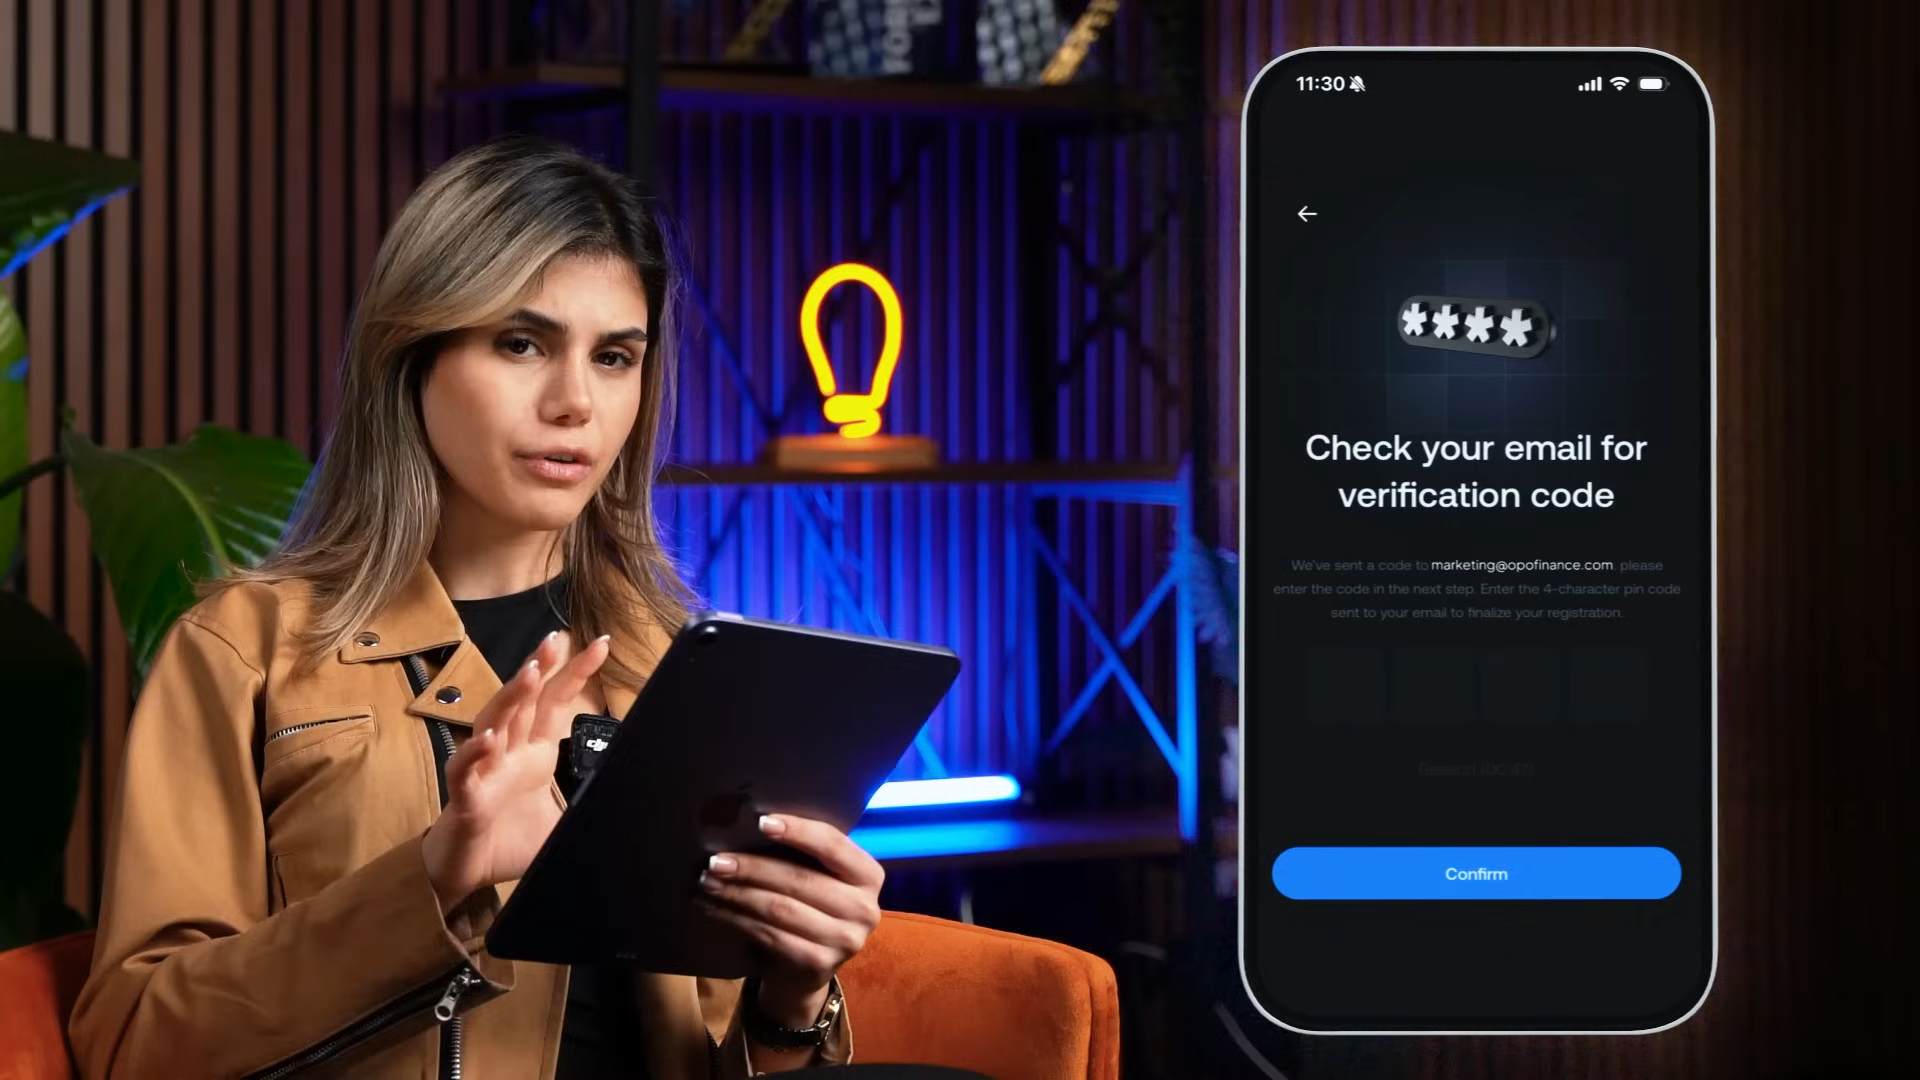 11:30
****
Check your email for
verification code
We've sent a code to marketing@opofinance.com, please
enter the code in the next step. Enter the 4-character pin code
sent to your email to finalize your registration.
Confirm
dji